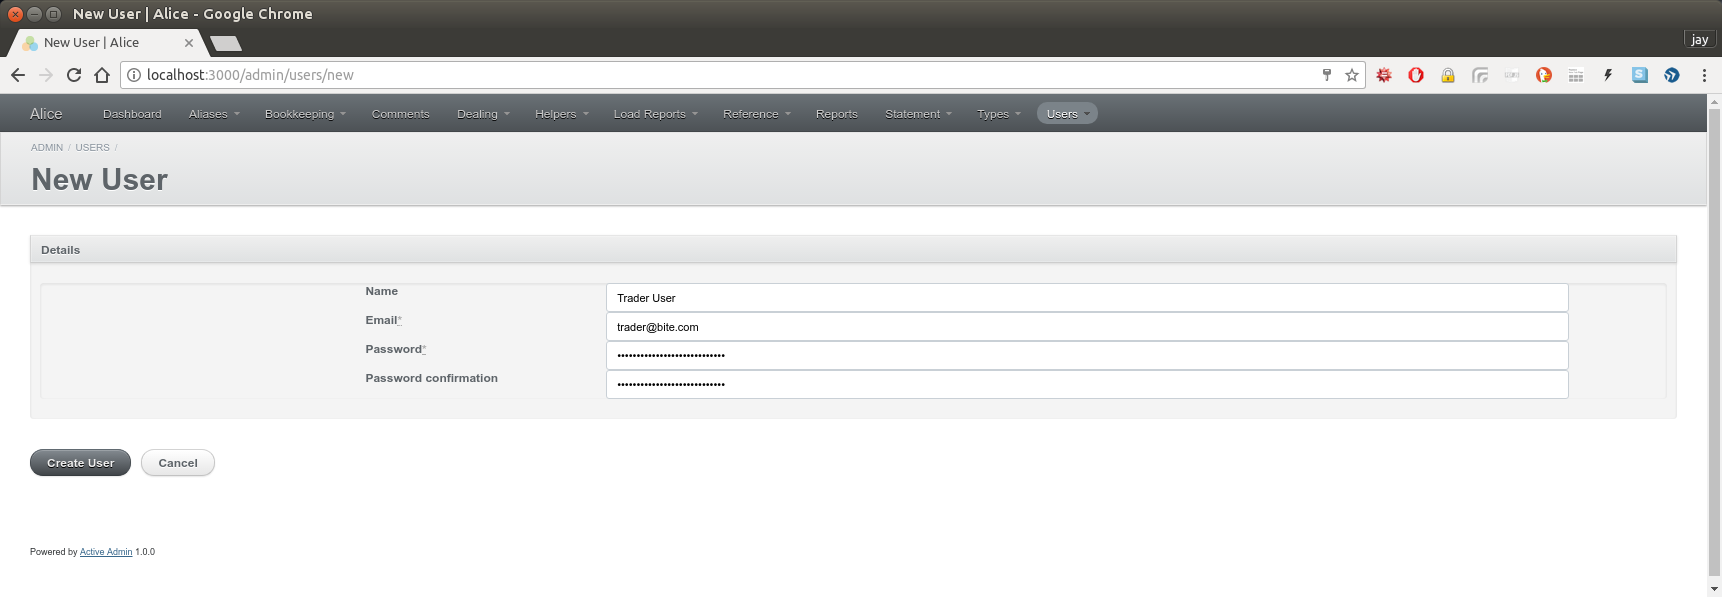 New User | Alice - Google Chrome
New User | Alice
jay
localhost:3000/admin/users/new
Alice Dashboard Aliases Bookkeeping Comments Dealing Helpers Load Reports Reference Reports Statement Types Users
ADMIN / USERS /
New User
Details
Name Trader User
Email* trader@bite.com
Password* ••••••••••••••••••••••••••••
Password confirmation ••••••••••••••••••••••••••••
Create User Cancel
Powered by Active Admin 1.0.0